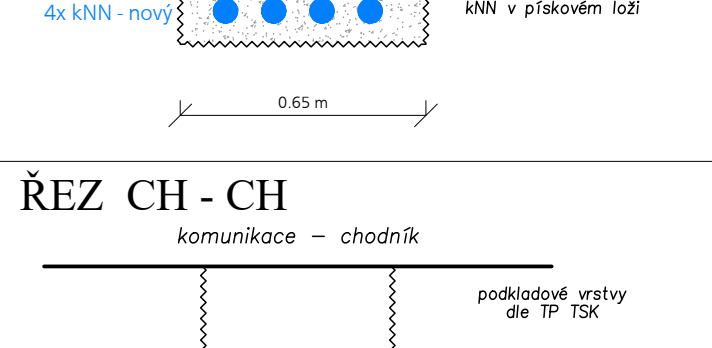 4x kNN - nový
kNN v pískovém loži
0.65 m
ŘEZ CH - CH
komunikace – chodník
podkladové vrstvy
dle TP TSK